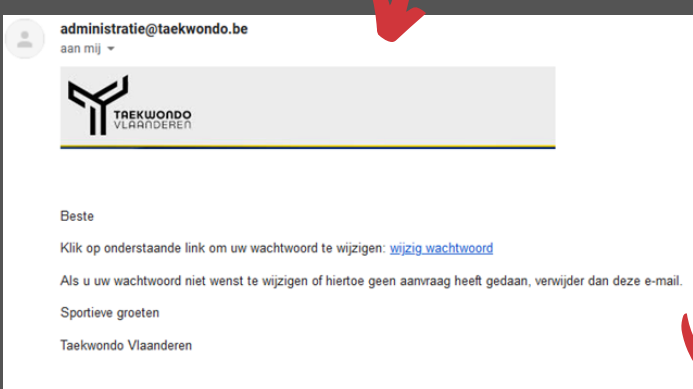 administratie@taekwondo.be
aan mij
TAEKWONDO
VLAANDEREN
Beste
Klik op onderstaande link om uw wachtwoord te wijzigen: wijzig wachtwoord
Als u uw wachtwoord niet wenst te wijzigen of hiertoe geen aanvraag heeft gedaan, verwijder dan deze e-mail.
Sportieve groeten
Taekwondo Vlaanderen